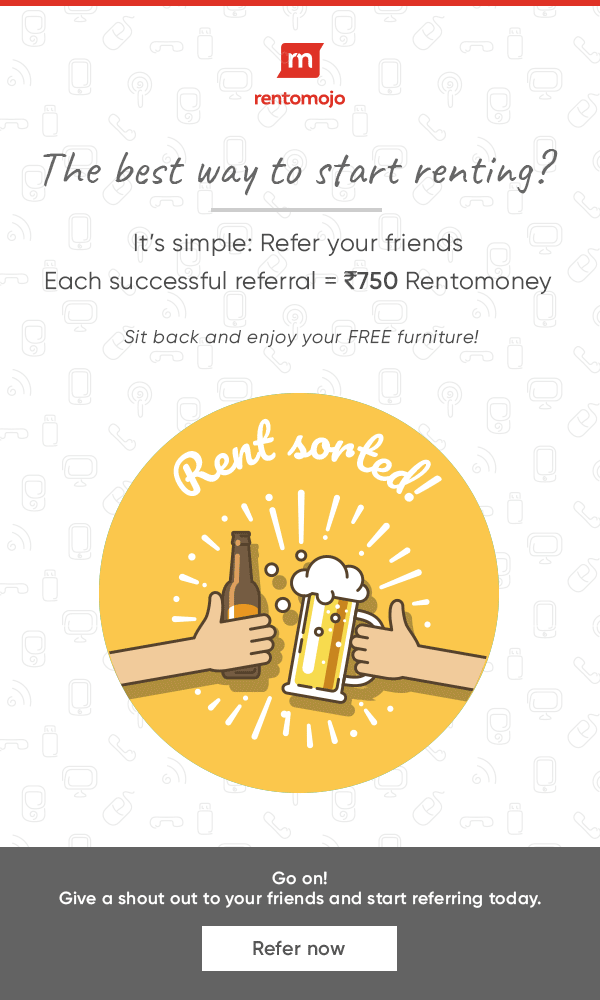 rm
rentomojo
The best way to start renting?
It's simple: Refer your friends
Each successful referral = ₹750 Rentomoney
Sit back and enjoy your FREE furniture!
Rent sorted!
Go on!
Give a shout out to your friends and start referring today.
Refer now